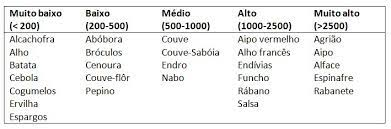 Muito baixo Baixo Médio Alto Muito alto
(< 200) (200-500) (500-1000) (1000-2500) (>2500)
Alcachofra Abóbora Couve Aipo vermelho Agrião
Alho Bróculos Couve-Sabóia Alho francês Aipo
Batata Cenoura Endro Endívias Alface
Cebola Couve-flôr Nabo Funcho Espinafre
Cogumelos Pepino Rábano Rabanete
Ervilha Salsa
Espargos